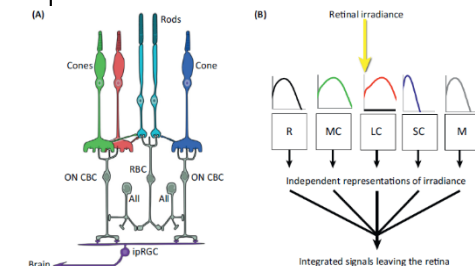 (A)
Rods
Cones
Cone
ON CBC
RBC
ON CBC
AII
AII
ipRGC
Brain
(B)
Retinal irradiance
R
MC
LC
SC
M
Independent representations of irradiance
Integrated signals leaving the retina